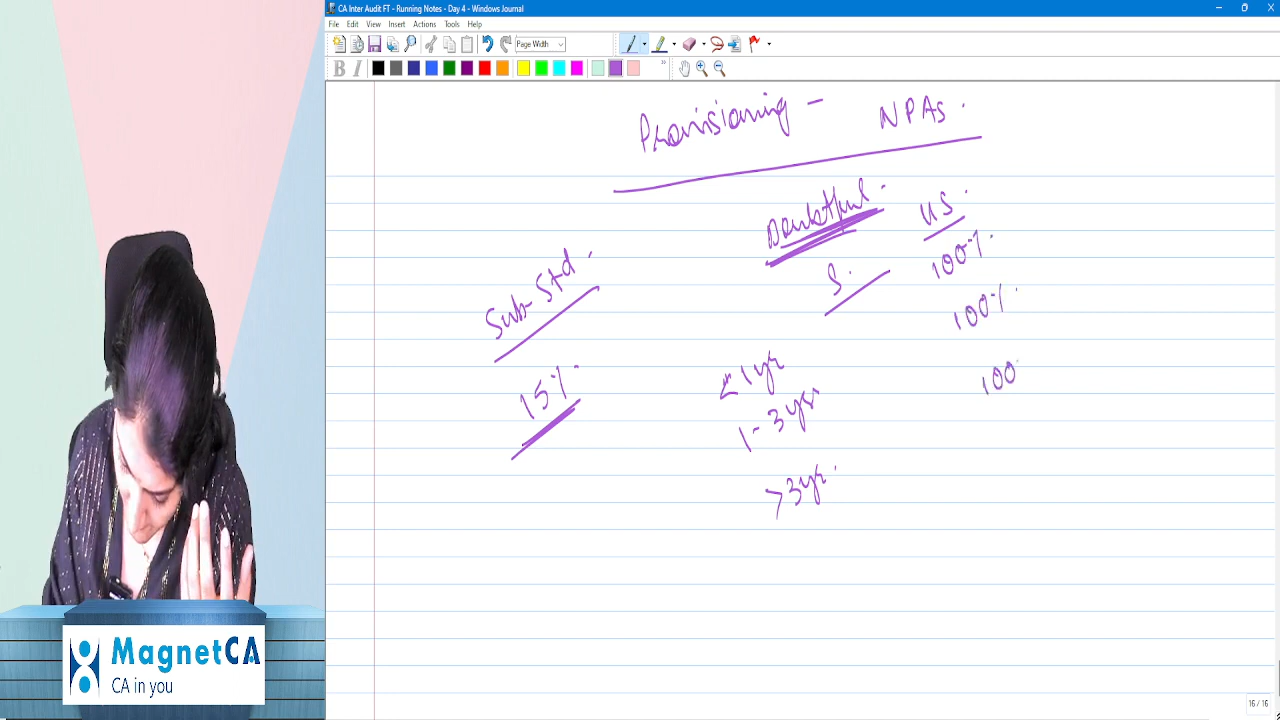 CA Inter Audit FT - Running Notes - Day 4 - Windows Journal
File Edit View Insert Actions Tools Help
Page Width
B I
Provisioning - NPAs.
Doubtful. US.
Sub-Std. S. 100%.
100%.
15%. <1yr 100
1-3yrs
>3yr.
MagnetCA
CA in you
16 / 16